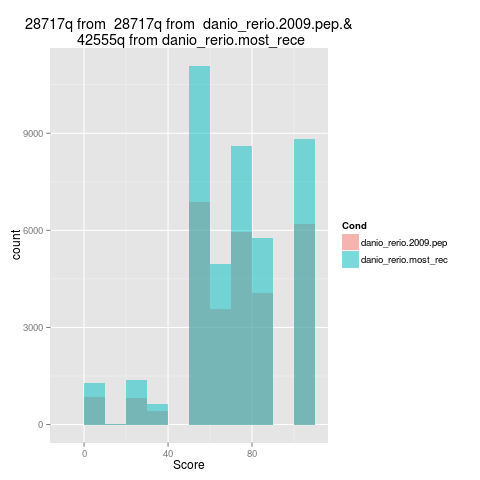 28717q from  28717q from  danio_rerio.2009.pep.&
42555q from danio_rerio.most_rece
count
9000
6000
3000
0
0
40
80
Score
Cond
danio_rerio.2009.pep
danio_rerio.most_rec